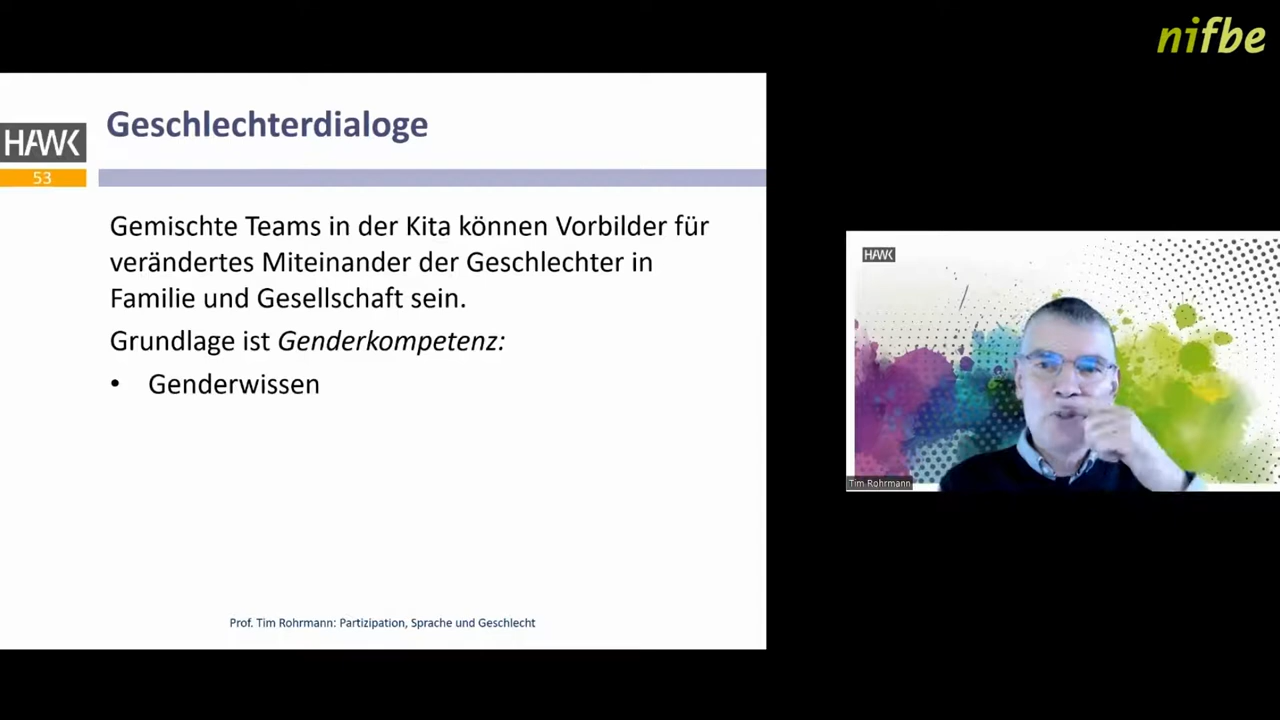 nifbe
Geschlechterdialoge
HAWK
53
Gemischte Teams in der Kita können Vorbilder für
verändertes Miteinander der Geschlechter in
Familie und Gesellschaft sein.
Grundlage ist Genderkompetenz:
• Genderwissen
Prof. Tim Rohrmann: Partizipation, Sprache und Geschlecht
HAWK
Tim Rohrmann